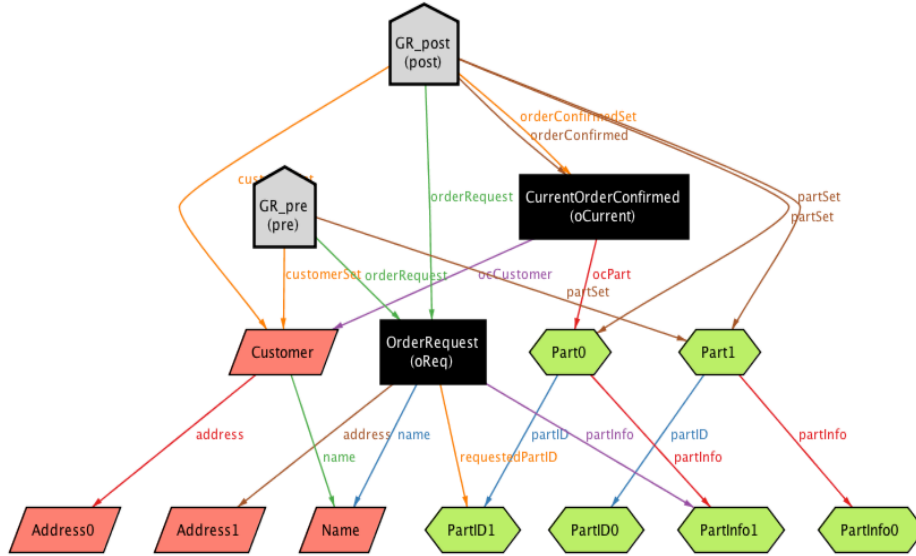 GR_post
(post)
orderConfirmedSet
orderConfirmed
GR_pre
(pre)
orderRequest
CurrentOrderConfirmed
(oCurrent)
partSet
partSet
customerSet
orderRequest
ocCustomer
ocPart
partSet
Customer
OrderRequest
(oReq)
Part0
Part1
address
address
name
partID
partInfo
partID
partInfo
name
requestedPartID
partInfo
Address0
Address1
Name
PartID1
PartID0
PartInfo1
PartInfo0